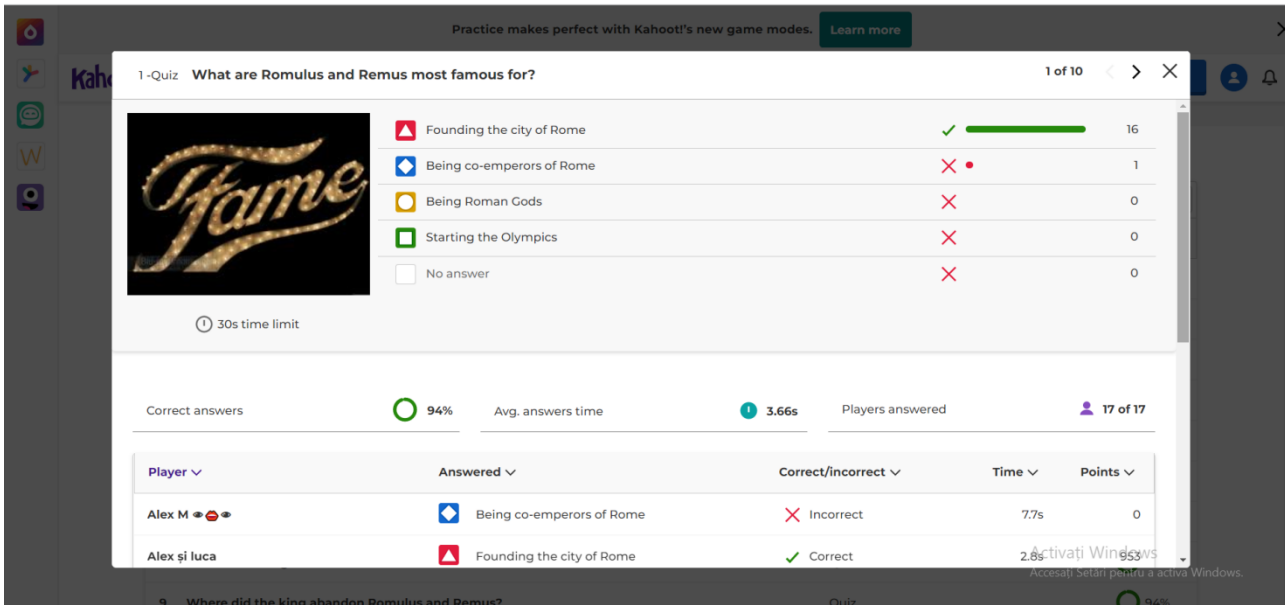 Practice makes perfect with Kahoot!'s new game modes. Learn more
Kaho
1 -Quiz What are Romulus and Remus most famous for? 1 of 10
Fame
Founding the city of Rome 16
Being co-emperors of Rome 1
Being Roman Gods 0
Starting the Olympics 0
No answer 0
30s time limit
Correct answers 94% Avg. answers time 3.66s Players answered 17 of 17
Player Answered Correct/incorrect Time Points
Alex M Being co-emperors of Rome Incorrect 7.7s 0
Alex și luca Founding the city of Rome Correct 2.8s 953
Activați Windows
Accesați Setări pentru a activa Windows.
9 Where did the king abandon Romulus and Remus? Quiz 94%